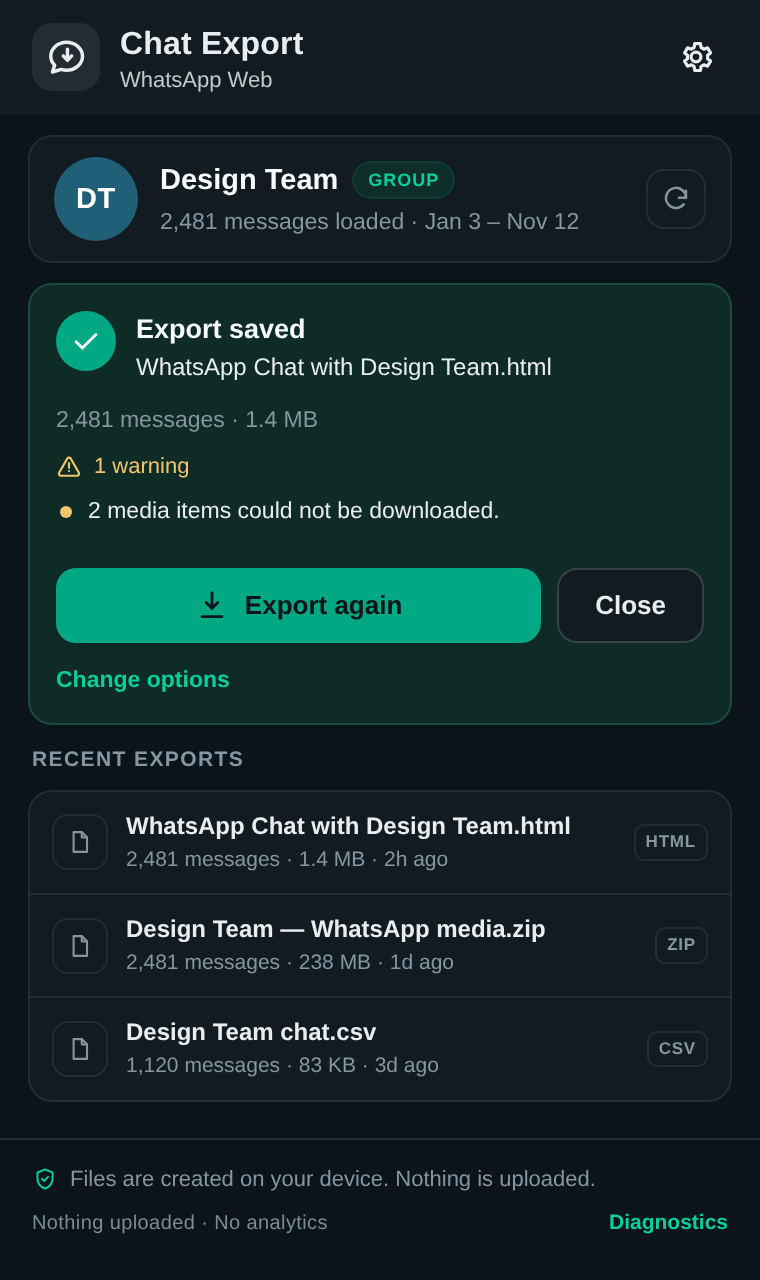 Chat Export
WhatsApp Web
DT
Design Team GROUP
2,481 messages loaded · Jan 3 – Nov 12
Export saved
WhatsApp Chat with Design Team.html
2,481 messages · 1.4 MB
1 warning
2 media items could not be downloaded.
Export again
Close
Change options
RECENT EXPORTS
WhatsApp Chat with Design Team.html
2,481 messages · 1.4 MB · 2h ago
HTML
Design Team — WhatsApp media.zip
2,481 messages · 238 MB · 1d ago
ZIP
Design Team chat.csv
1,120 messages · 83 KB · 3d ago
CSV
Files are created on your device. Nothing is uploaded.
Nothing uploaded · No analytics
Diagnostics